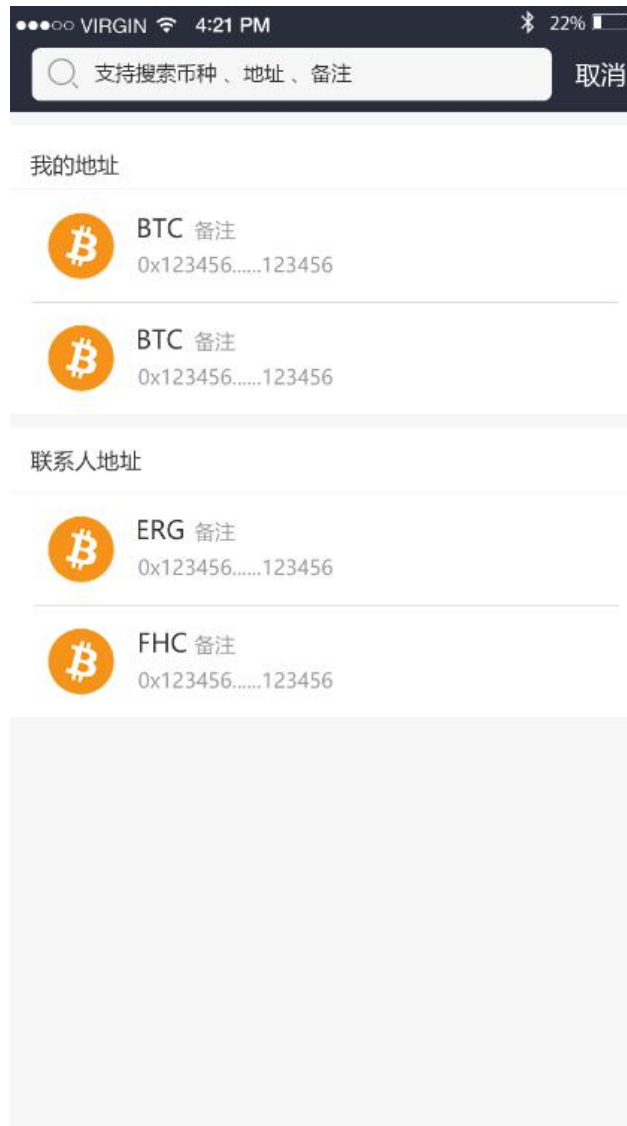 VIRGIN 4:21 PM 22%
支持搜索币种、地址、备注 取消
我的地址
BTC 备注
0x123456......123456
BTC 备注
0x123456......123456
联系人地址
ERG 备注
0x123456......123456
FHC 备注
0x123456......123456